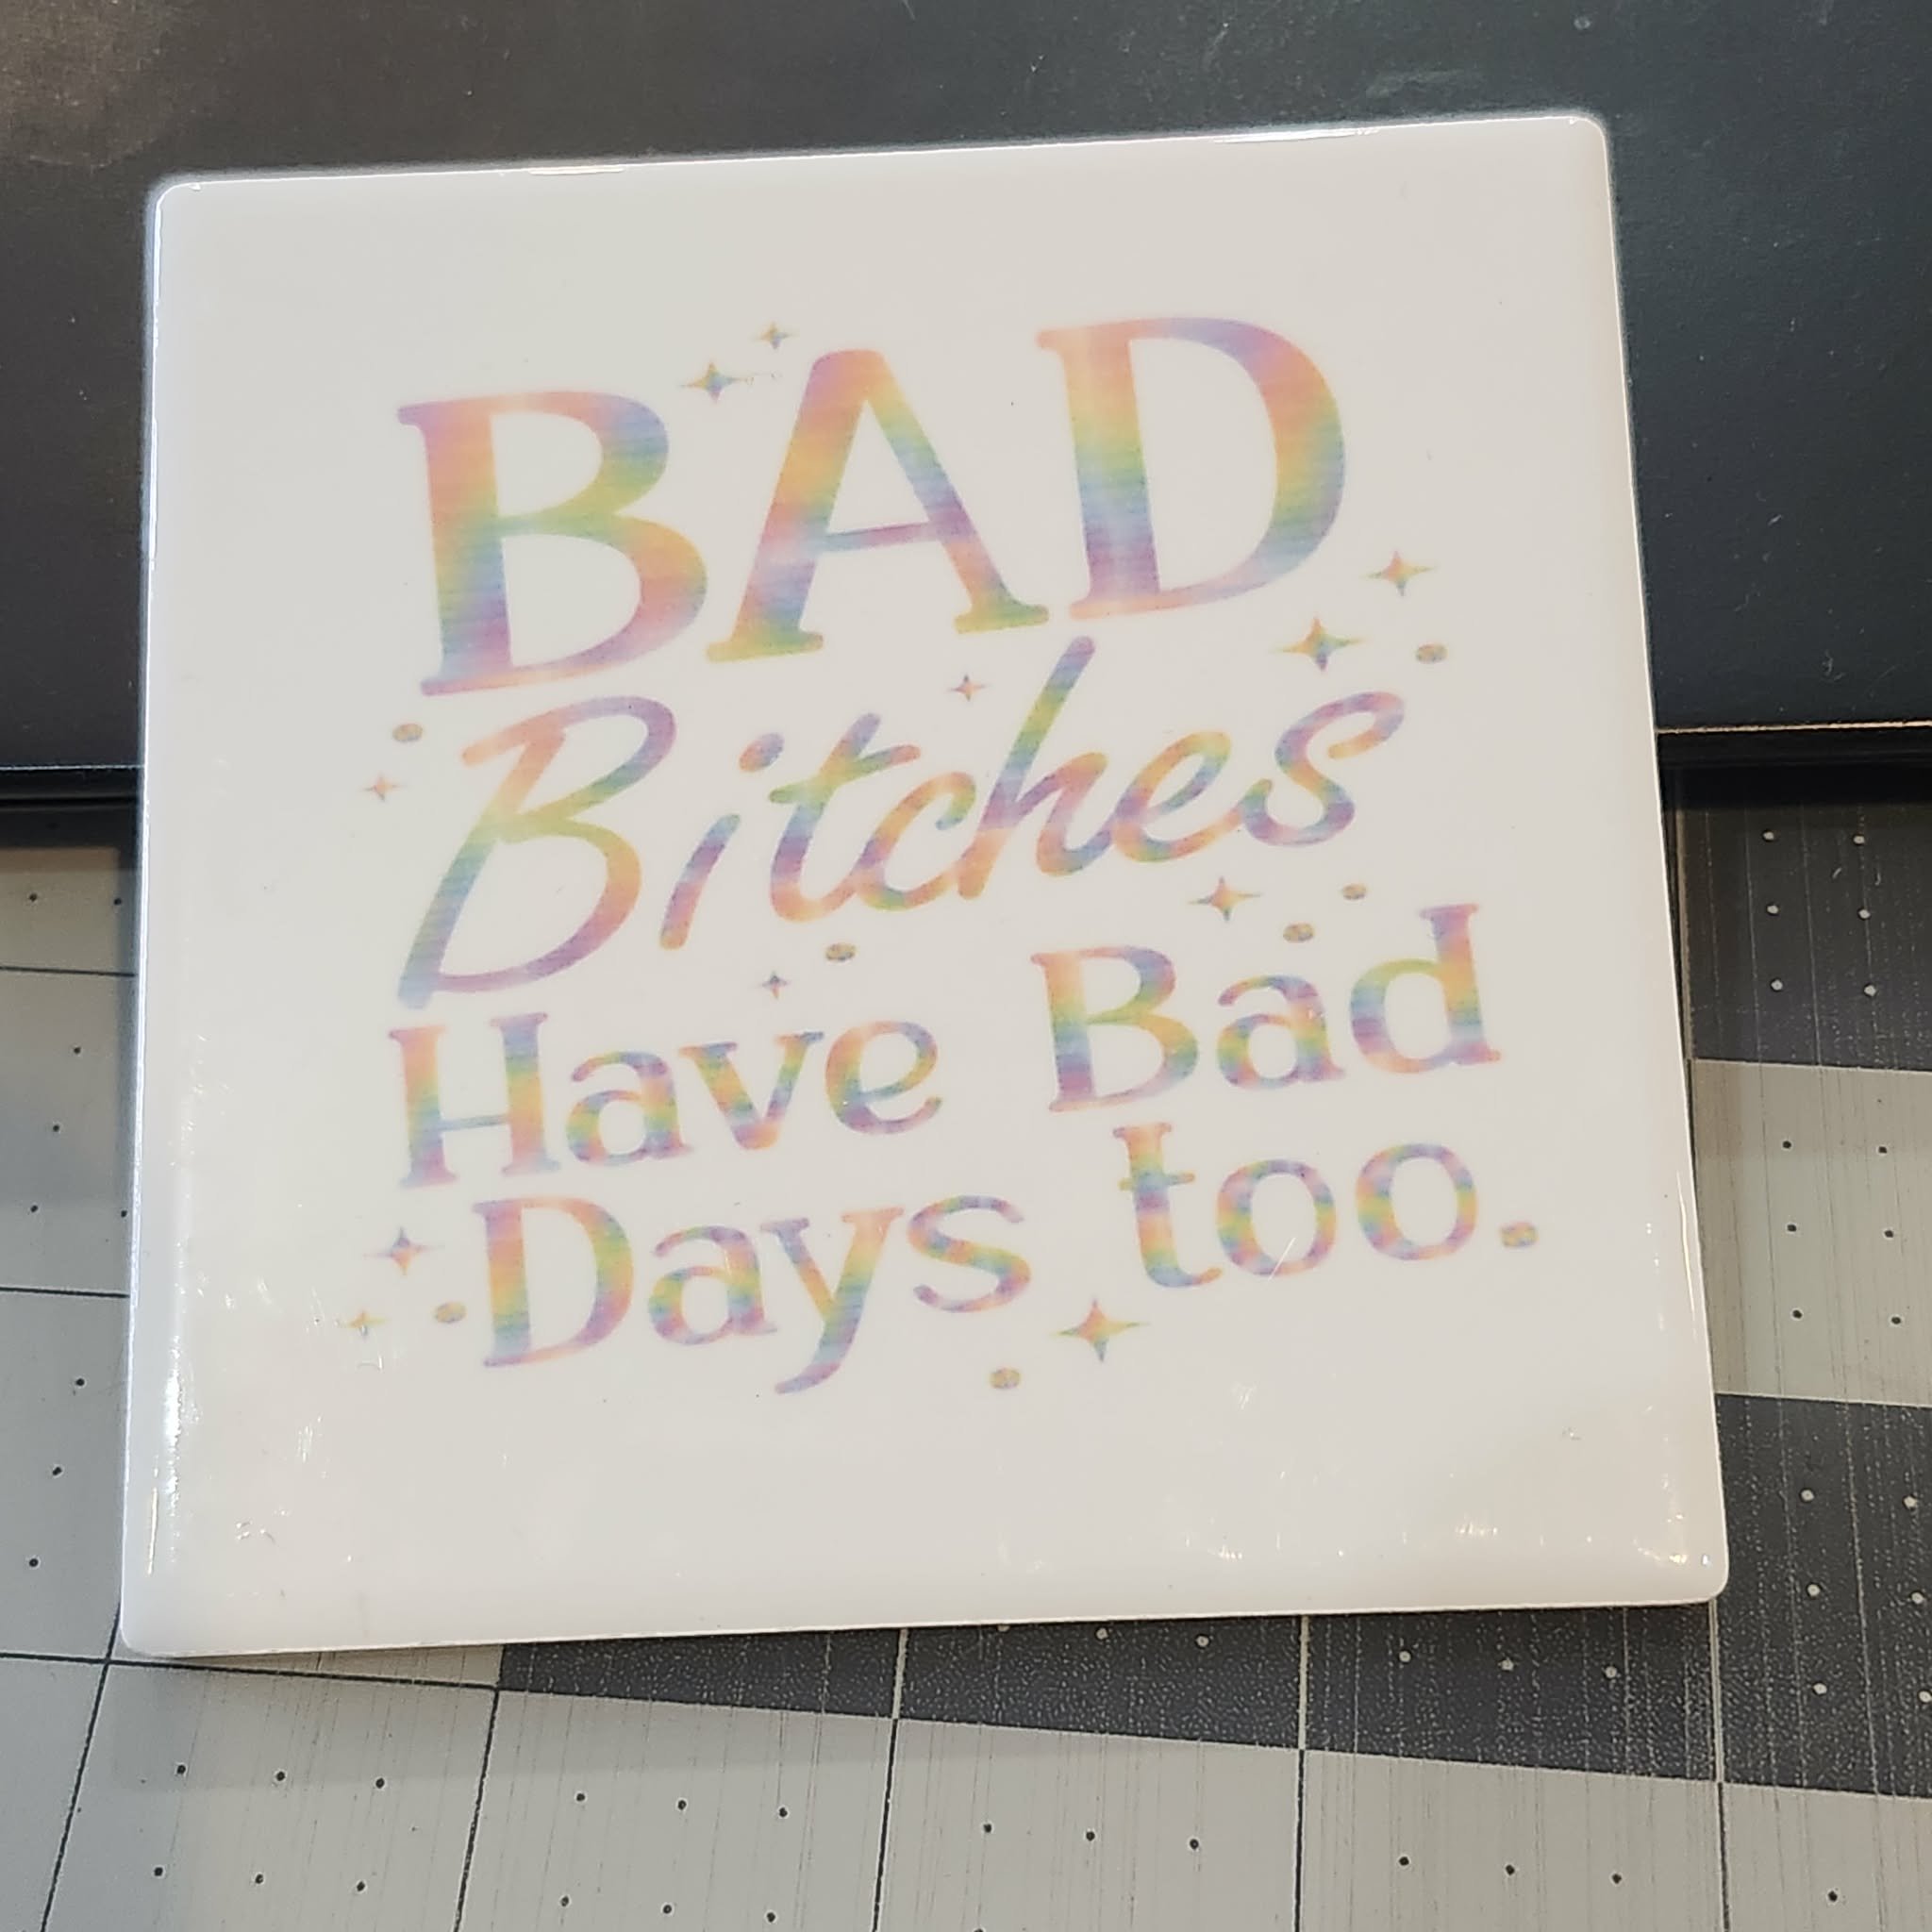 BAD
Bitches
Have Bad
Days too.